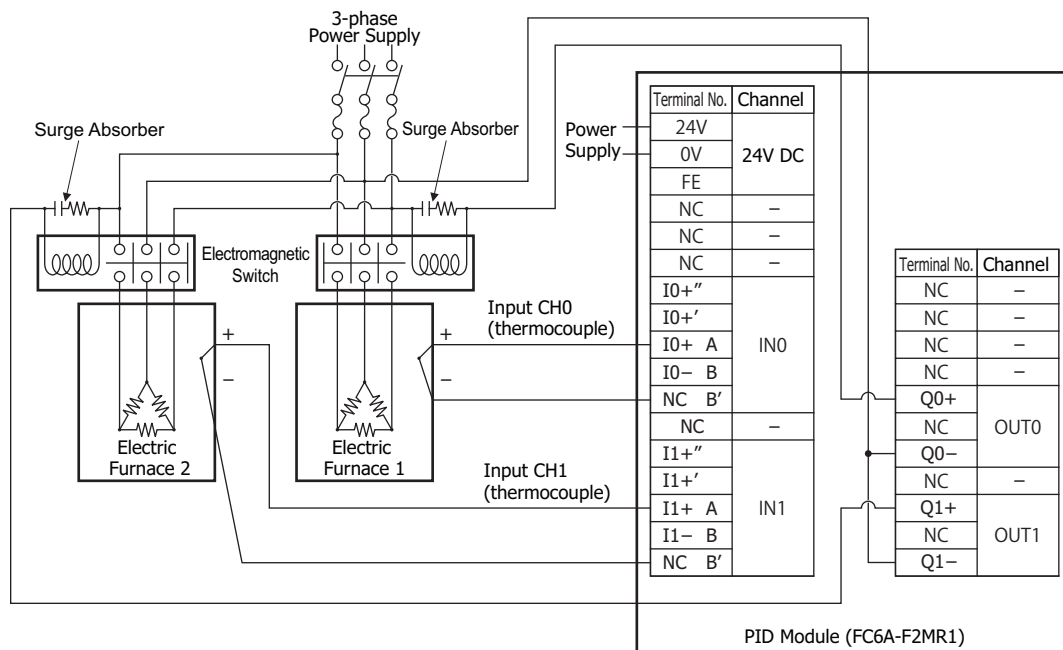 3-phase
Power Supply
Surge Absorber
Surge Absorber
Electromagnetic
Switch
+
−
+
−
Electric
Furnace 2
Electric
Furnace 1
Input CH0
(thermocouple)
Input CH1
(thermocouple)
Power
Supply
Terminal No. Channel
24V
0V 24V DC
FE
NC −
NC −
NC −
I0+"
I0+'
I0+ A IN0
I0− B
NC B'
NC −
I1+"
I1+'
I1+ A IN1
I1− B
NC B'
Terminal No. Channel
NC −
NC −
NC −
NC −
Q0+
NC OUT0
Q0−
NC −
Q1+
NC OUT1
Q1−
PID Module (FC6A-F2MR1)